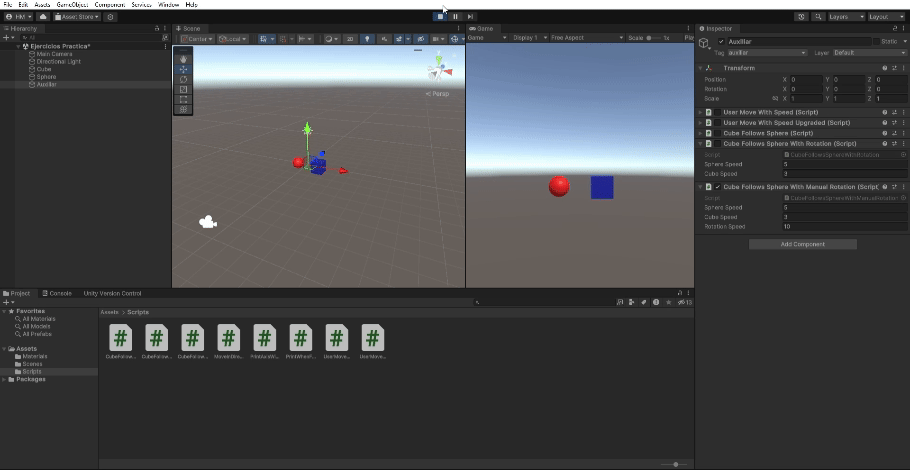 File Edit Assets GameObject Component Services Window Help
HM Asset Store Layers Layout
Hierarchy
All
Ejercicios Practica*
Main Camera
Directional Light
Cube
Sphere
Auxiliar
Scene
Center Local 2D
Persp
Game
Game Display 1 Free Aspect Scale 1x Play
Inspector
Auxiliar Static
Tag auxiliar Layer Default
Transform
Position X 0 Y 0 Z 0
Rotation X 0 Y 0 Z 0
Scale X 1 Y 1 Z 1
User Move With Speed (Script)
User Move With Speed Upgraded (Script)
Cube Follows Sphere (Script)
Cube Follows Sphere With Rotation (Script)
Script CubeFollowsSphereWithRotation
Sphere Speed 5
Cube Speed 3
Cube Follows Sphere With Manual Rotation (Script)
Script CubeFollowsSphereWithManualRotation
Sphere Speed 5
Cube Speed 3
Rotation Speed 10
Add Component
Project Console Unity Version Control
13
Favorites
All Materials
All Models
All Prefabs
Assets
Materials
Scenes
Scripts
Packages
Assets > Scripts
CubeFollow... CubeFollow... CubeFollow... PrintWhenF... UserMove... UserMove...